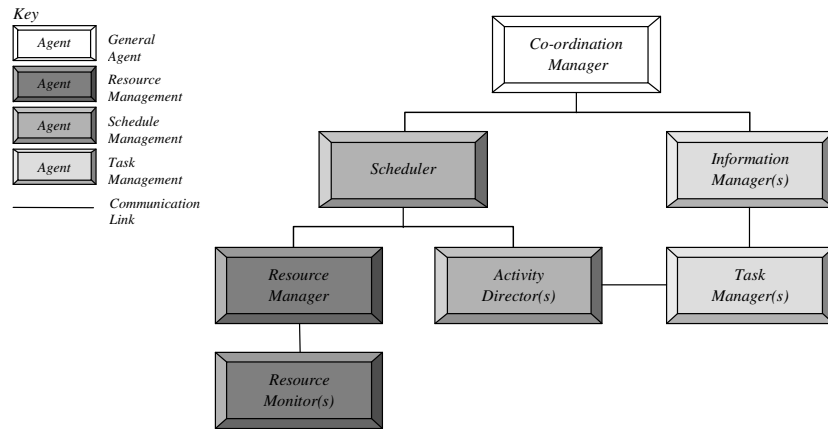 Key
Agent
General
Agent
Agent
Resource
Management
Agent
Schedule
Management
Agent
Task
Management
Communication
Link
Co-ordination
Manager
Scheduler
Information
Manager(s)
Resource
Manager
Activity
Director(s)
Task
Manager(s)
Resource
Monitor(s)